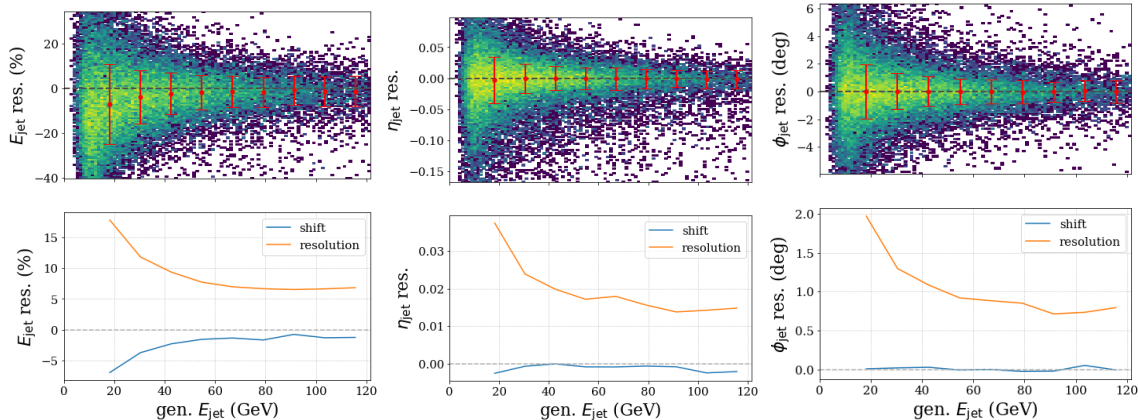 E_jet res. (%)
20
0
−20
−40
η_jet res.
0.05
0.00
−0.05
−0.10
−0.15
ϕ_jet res. (deg)
6
4
2
0
−2
−4
E_jet res. (%)
15
10
5
0
−5
0 20 40 60 80 100 120
gen. E_jet (GeV)
shift
resolution
η_jet res.
0.03
0.02
0.01
0.00
0 20 40 60 80 100 120
gen. E_jet (GeV)
shift
resolution
ϕ_jet res. (deg)
2.0
1.5
1.0
0.5
0.0
0 20 40 60 80 100 120
gen. E_jet (GeV)
shift
resolution